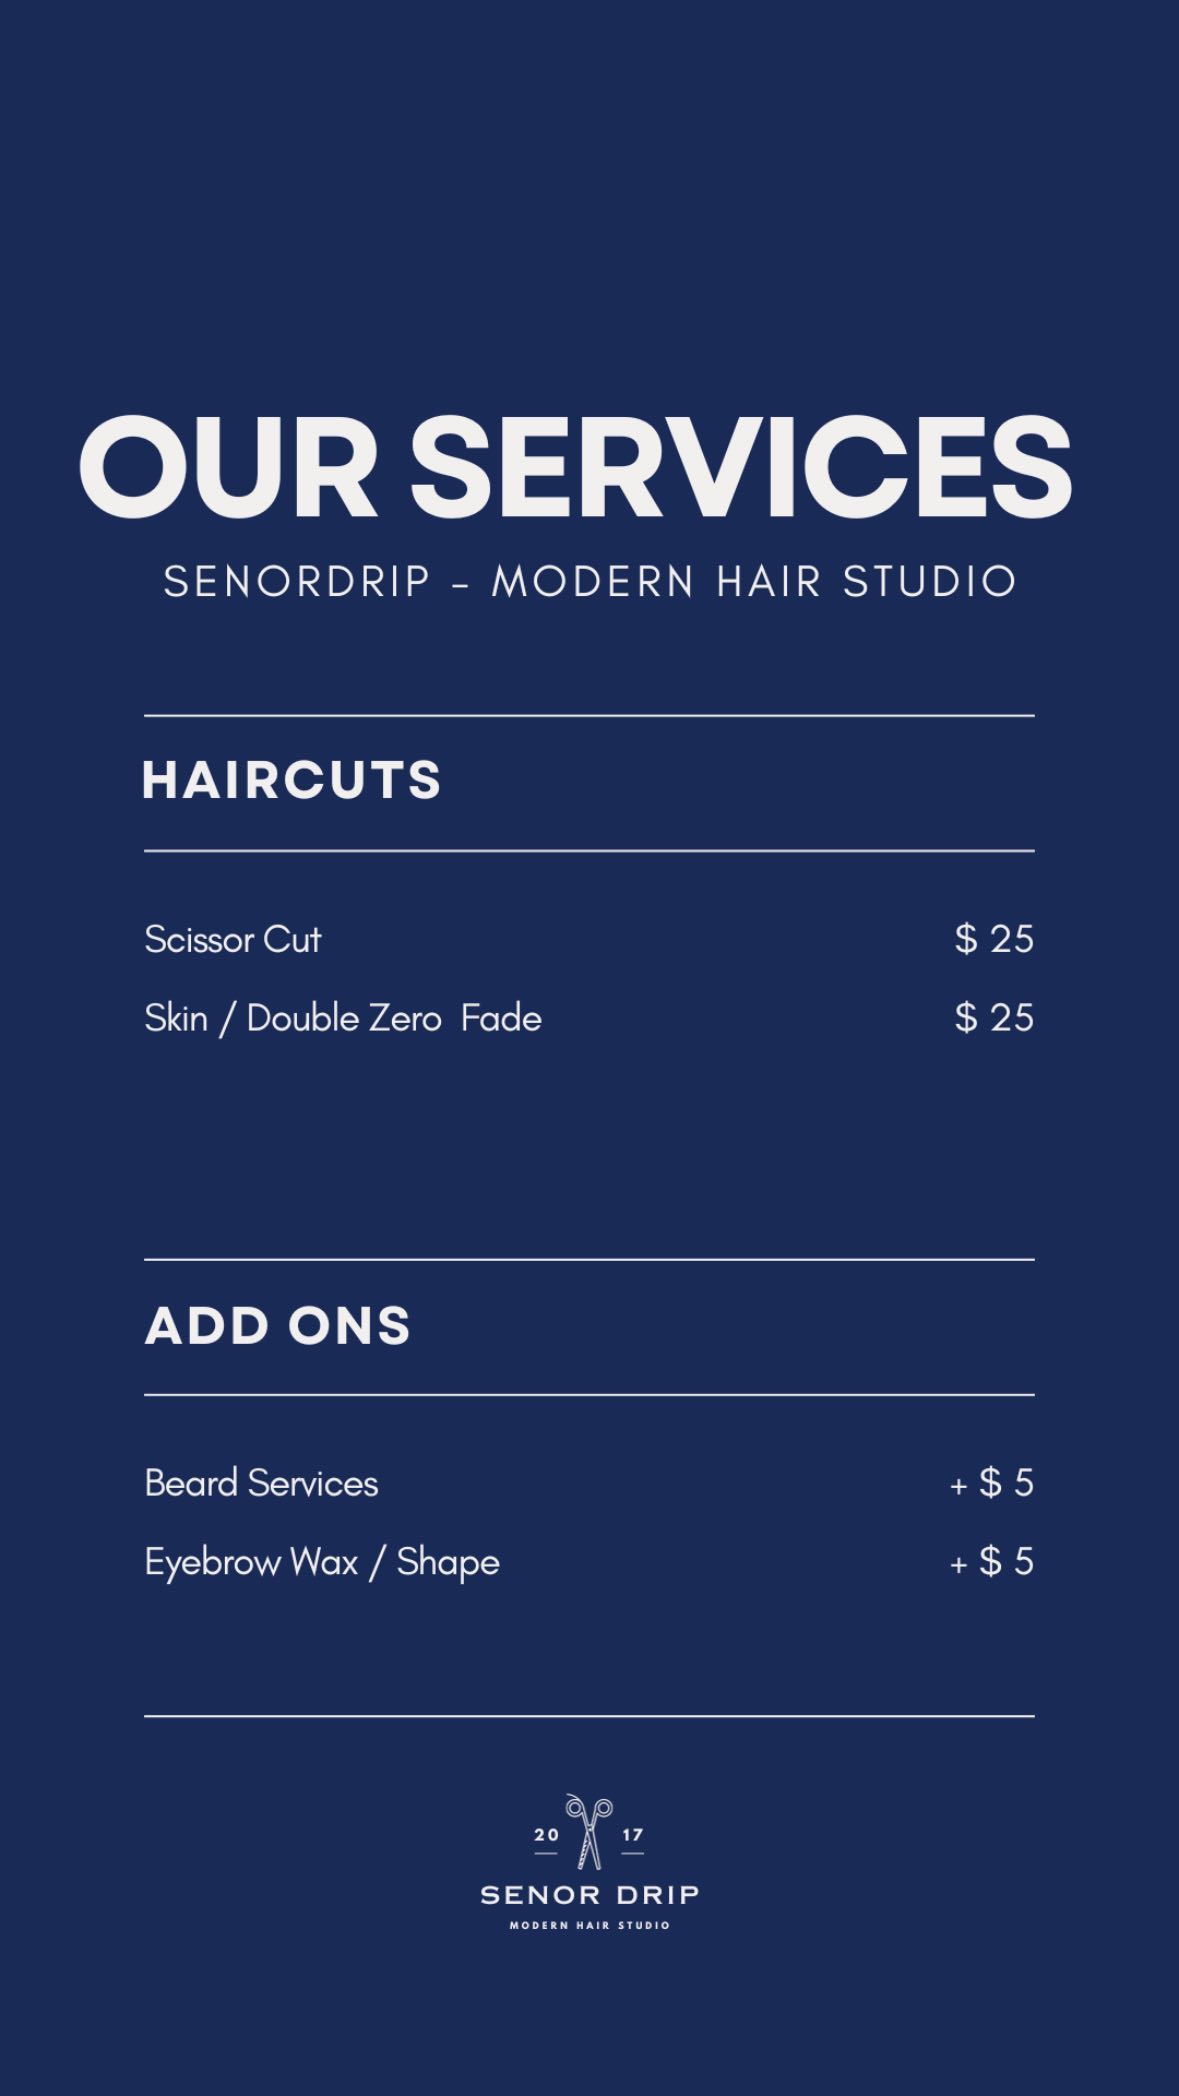 OUR SERVICES
SENORDRIP – MODERN HAIR STUDIO
HAIRCUTS
Scissor Cut $ 25
Skin / Double Zero  Fade $ 25
ADD ONS
Beard Services + $ 5
Eyebrow Wax / Shape + $ 5
20 17
SENOR DRIP
MODERN HAIR STUDIO